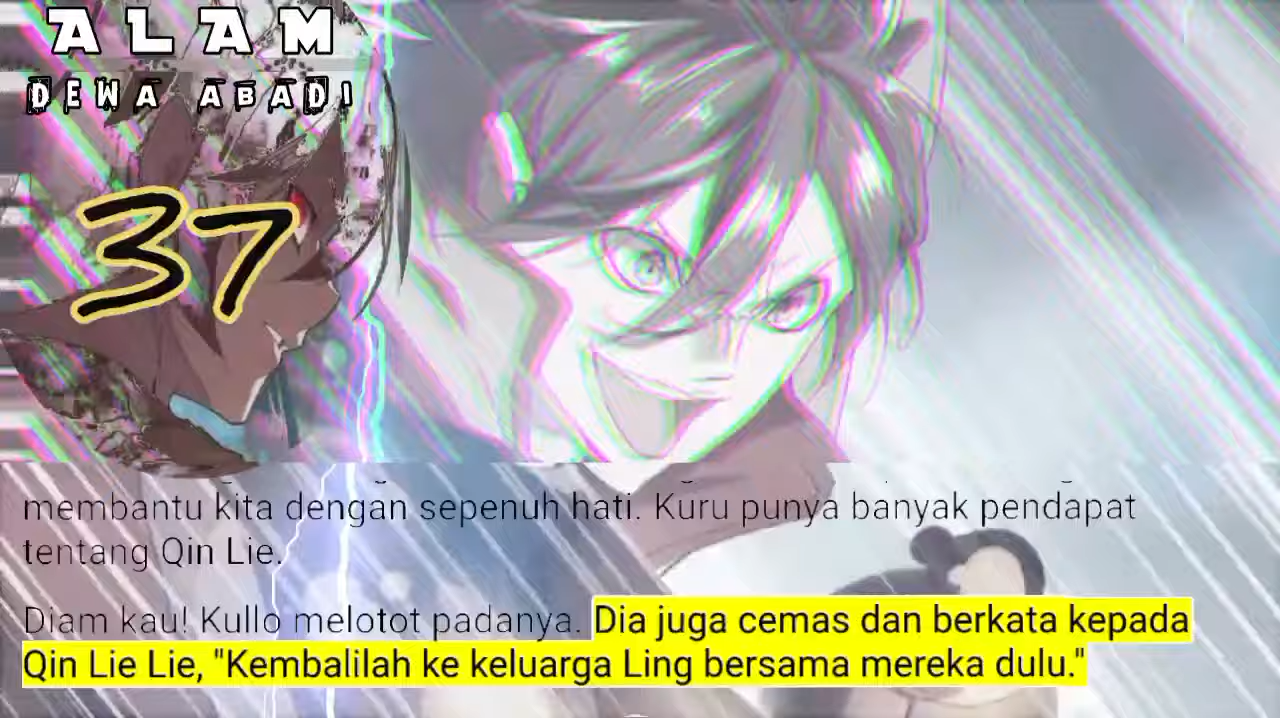 ALAM
DEWA ABADI
37
membantu kita dengan sepenuh hati. Kuru punya banyak pendapat
tentang Qin Lie.
Diam kau! Kullo melotot padanya. Dia juga cemas dan berkata kepada
Qin Lie Lie, "Kembalilah ke keluarga Ling bersama mereka dulu."